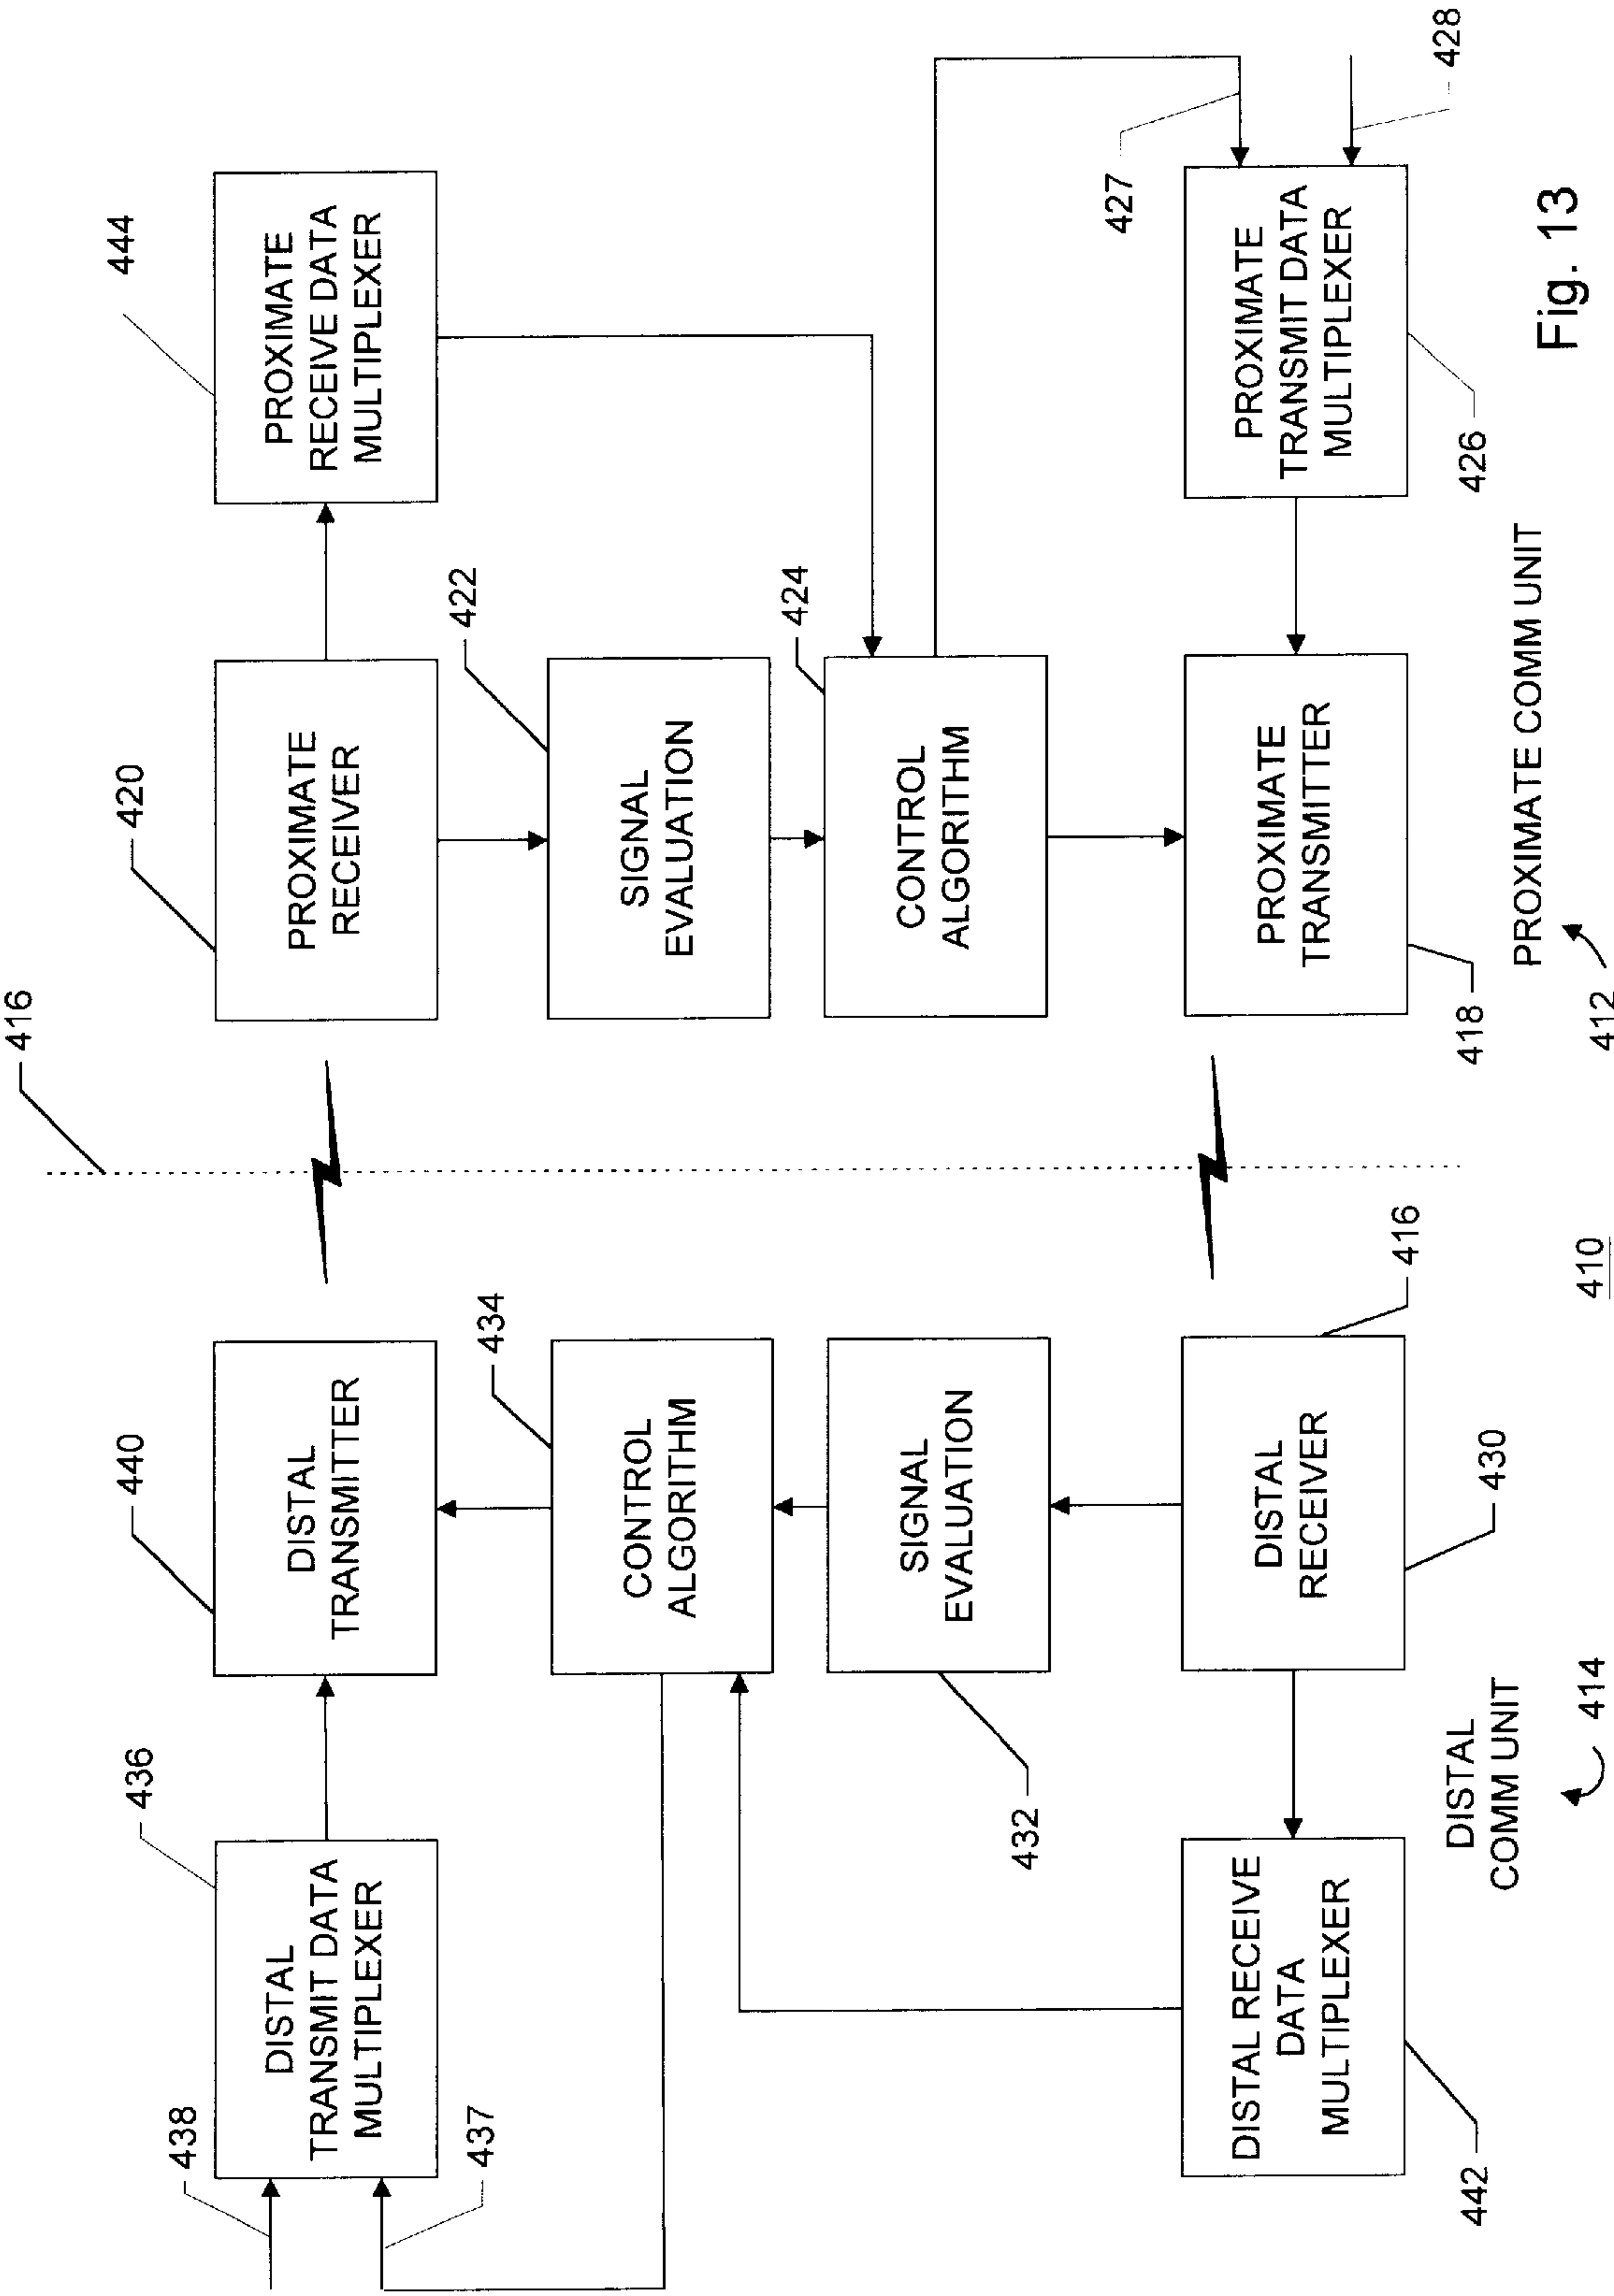 416
438
436
440
420
444
DISTAL
TRANSMIT DATA
MULTIPLEXER
DISTAL
TRANSMITTER
PROXIMATE
RECEIVER
PROXIMATE
RECEIVE DATA
MULTIPLEXER
437
434
422
CONTROL
ALGORITHM
SIGNAL
EVALUATION
432
SIGNAL
EVALUATION
424
CONTROL
ALGORITHM
427
428
416
DISTAL RECEIVE
DATA
MULTIPLEXER
DISTAL
RECEIVER
PROXIMATE
TRANSMITTER
PROXIMATE
TRANSMIT DATA
MULTIPLEXER
442
430
418
426
DISTAL
COMM UNIT
414
410
PROXIMATE COMM UNIT
412
Fig. 13